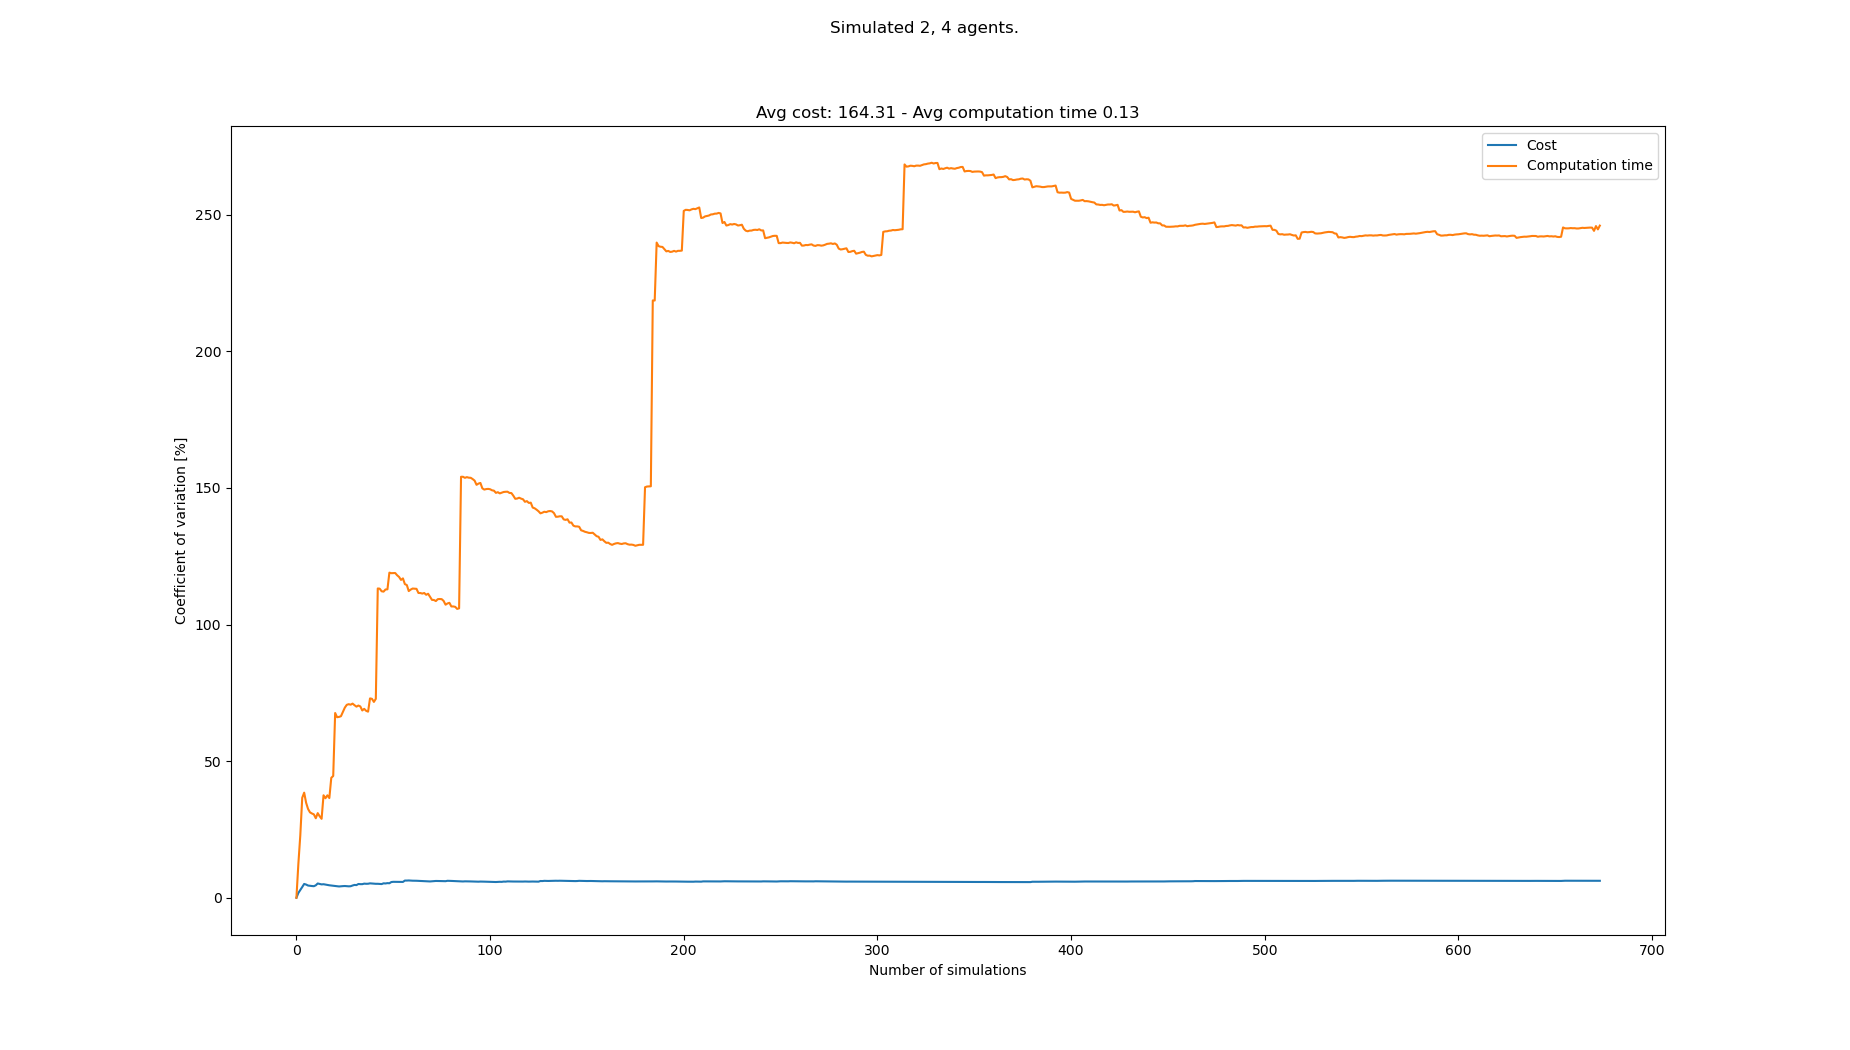 Simulated 2, 4 agents.
Avg cost: 164.31 - Avg computation time 0.13
Cost
Computation time
250
200
150
100
50
0
Coefficient of variation [%]
0 100 200 300 400 500 600 700
Number of simulations